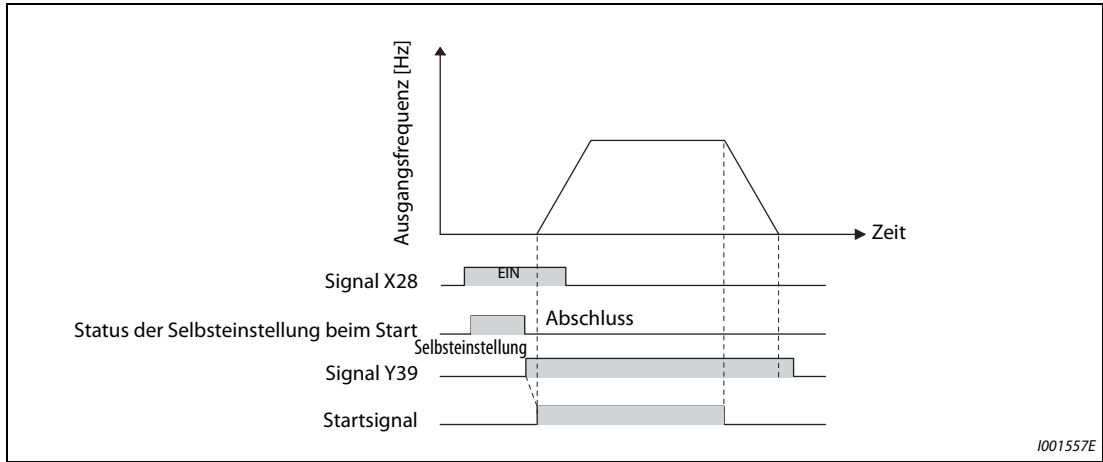 Ausgangsfrequenz [Hz]
Zeit
Signal X28
EIN
Status der Selbsteinstellung beim Start
Abschluss
Selbsteinstellung
Signal Y39
Startsignal
I001557E